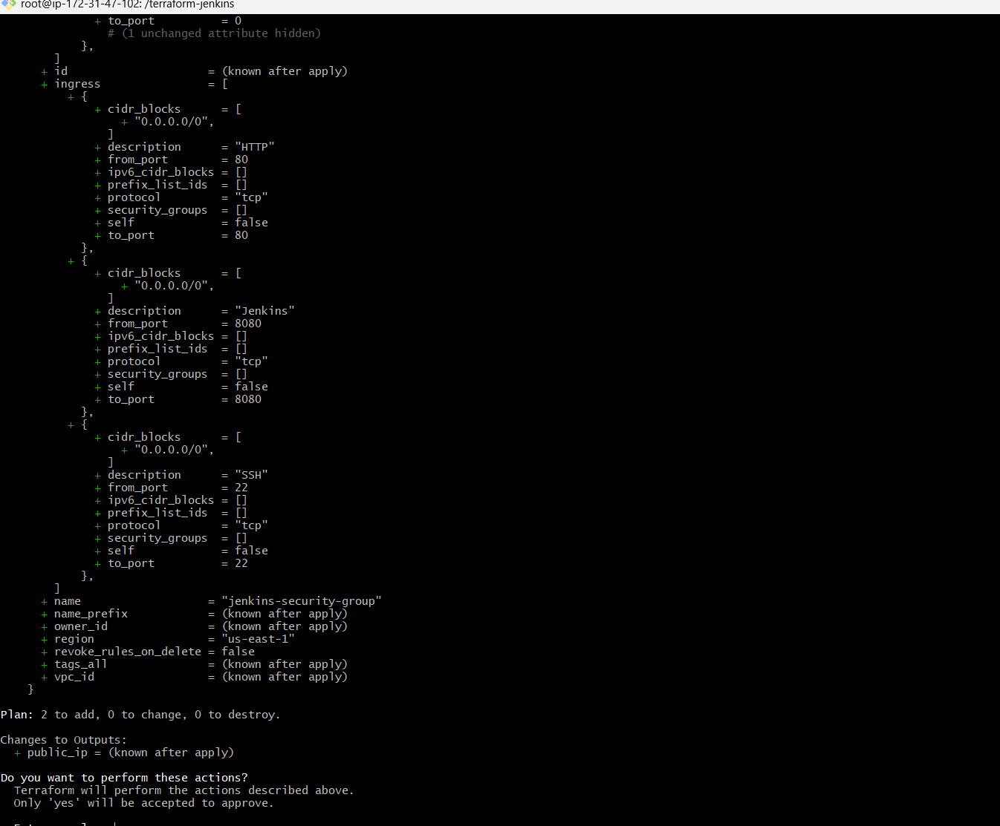 root@ip-172-31-47-102: /terraform-jenkins
+ to_port          = 0
# (1 unchanged attribute hidden)
},
]
+ id                     = (known after apply)
+ ingress                = [
+ {
+ cidr_blocks      = [
+ "0.0.0.0/0",
]
+ description      = "HTTP"
+ from_port        = 80
+ ipv6_cidr_blocks = []
+ prefix_list_ids  = []
+ protocol         = "tcp"
+ security_groups  = []
+ self             = false
+ to_port          = 80
},
+ {
+ cidr_blocks      = [
+ "0.0.0.0/0",
]
+ description      = "Jenkins"
+ from_port        = 8080
+ ipv6_cidr_blocks = []
+ prefix_list_ids  = []
+ protocol         = "tcp"
+ security_groups  = []
+ self             = false
+ to_port          = 8080
},
+ {
+ cidr_blocks      = [
+ "0.0.0.0/0",
]
+ description      = "SSH"
+ from_port        = 22
+ ipv6_cidr_blocks = []
+ prefix_list_ids  = []
+ protocol         = "tcp"
+ security_groups  = []
+ self             = false
+ to_port          = 22
},
]
+ name                   = "jenkins-security-group"
+ name_prefix            = (known after apply)
+ owner_id               = (known after apply)
+ region                 = "us-east-1"
+ revoke_rules_on_delete = false
+ tags_all               = (known after apply)
+ vpc_id                 = (known after apply)
}
Plan: 2 to add, 0 to change, 0 to destroy.
Changes to Outputs:
+ public_ip = (known after apply)
Do you want to perform these actions?
Terraform will perform the actions described above.
Only 'yes' will be accepted to approve.